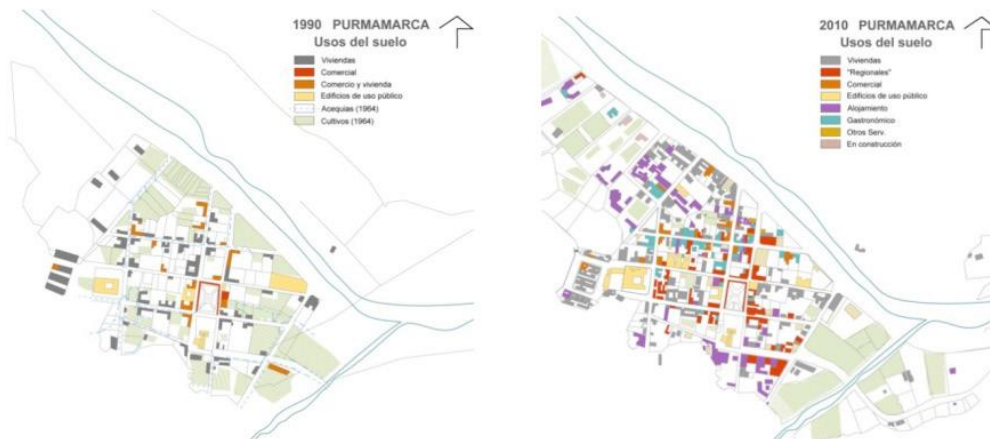 1990 PURMAMARCA
Usos del suelo
Viviendas
Comercial
Comercio y vivienda
Edificios de uso público
Acequias (1964)
Cultivos (1964)
2010 PURMAMARCA
Usos del suelo
Viviendas
"Regionales"
Comercial
Edificios de uso público
Alojamiento
Gastronómico
Otros Serv.
En construcción